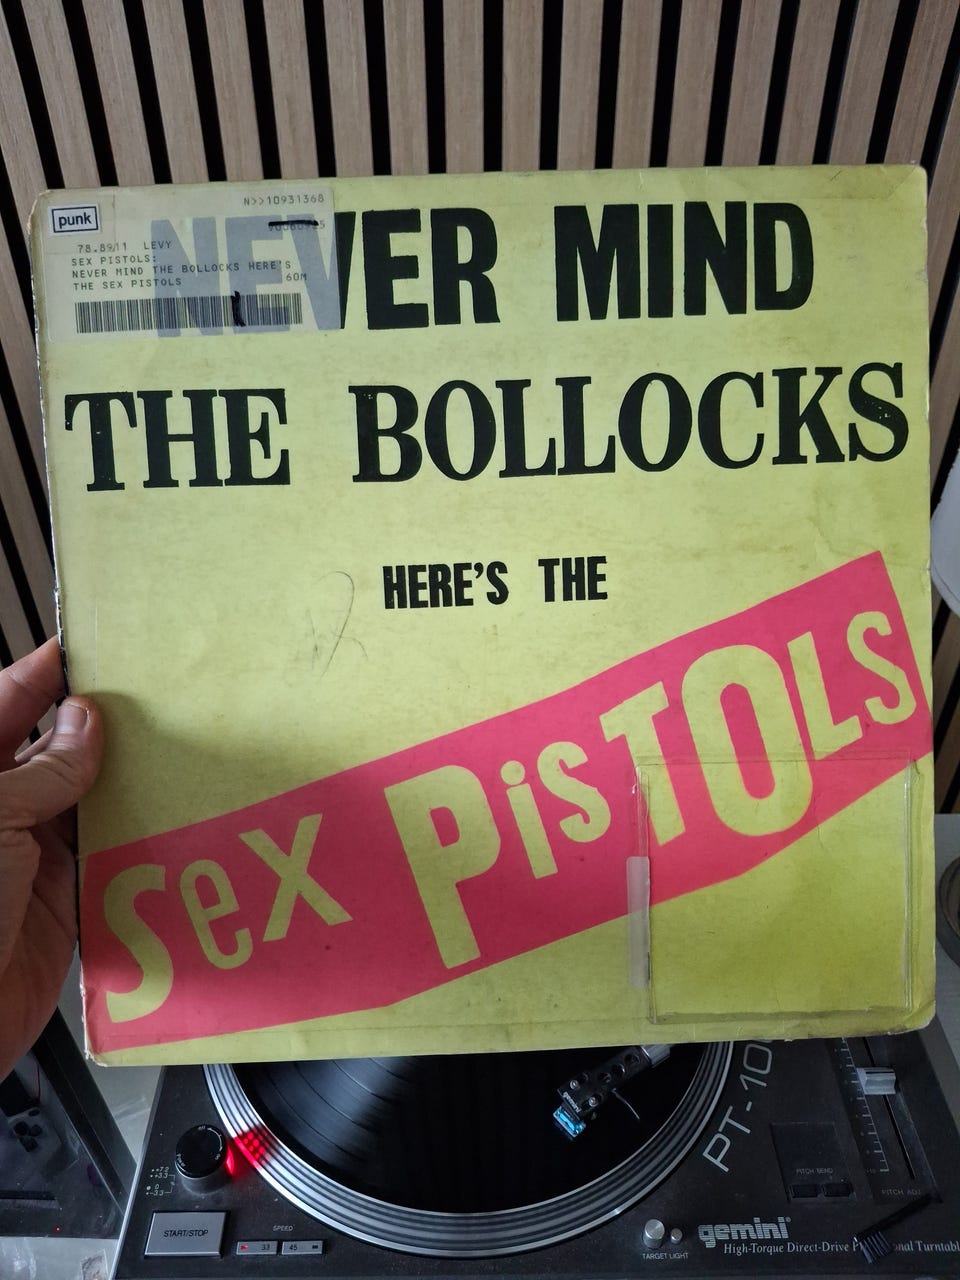 punk
N>>10931368
78.8911 LEVY
SEX PISTOLS:
NEVER MIND THE BOLLOCKS HERE'S
THE SEX PISTOLS 60M
NEVER MIND
THE BOLLOCKS
HERE'S THE
SEX PiSTOLS
PT-10
START/STOP
SPEED
33 45
PITCH BEND
PITCH ADJ
TARGET LIGHT
gemini
High-Torque Direct-Drive